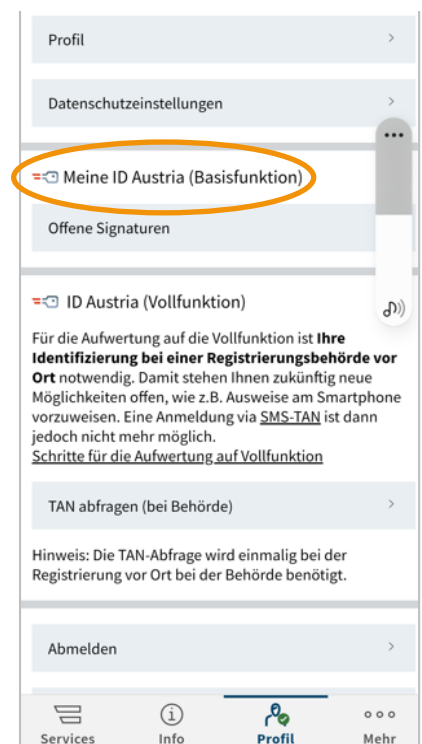 Profil
Datenschutzeinstellungen
Meine ID Austria (Basisfunktion)
Offene Signaturen
ID Austria (Vollfunktion)
Für die Aufwertung auf die Vollfunktion ist Ihre
Identifizierung bei einer Registrierungsbehörde vor
Ort notwendig. Damit stehen Ihnen zukünftig neue
Möglichkeiten offen, wie z.B. Ausweise am Smartphone
vorzuweisen. Eine Anmeldung via SMS-TAN ist dann
jedoch nicht mehr möglich.
Schritte für die Aufwertung auf Vollfunktion
TAN abfragen (bei Behörde)
Hinweis: Die TAN-Abfrage wird einmalig bei der
Registrierung vor Ort bei der Behörde benötigt.
Abmelden
Services Info Profil Mehr